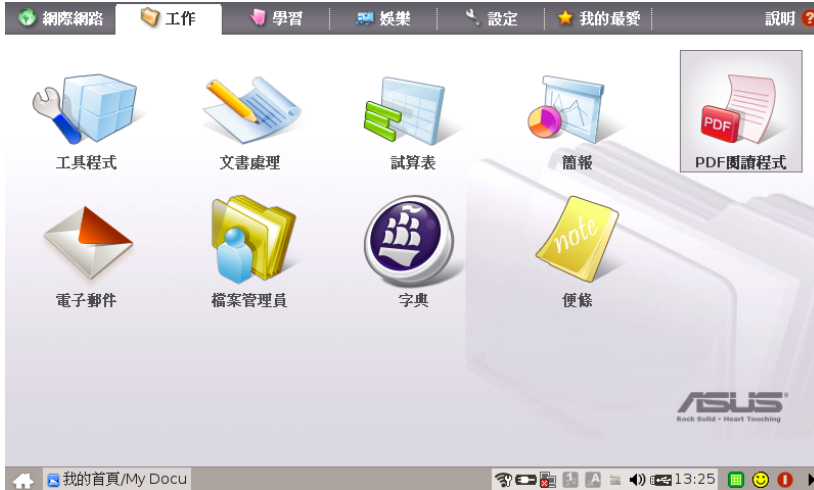 網際網路 工作 學習 娛樂 設定 我的最愛 說明 ?
工具程式 文書處理 試算表 簡報 PDF閱讀程式
PDF
note
電子郵件 檔案管理員 字典 便條
ASUS
Rock Solid · Heart Touching
我的首頁/My Docu 1 A 13:25